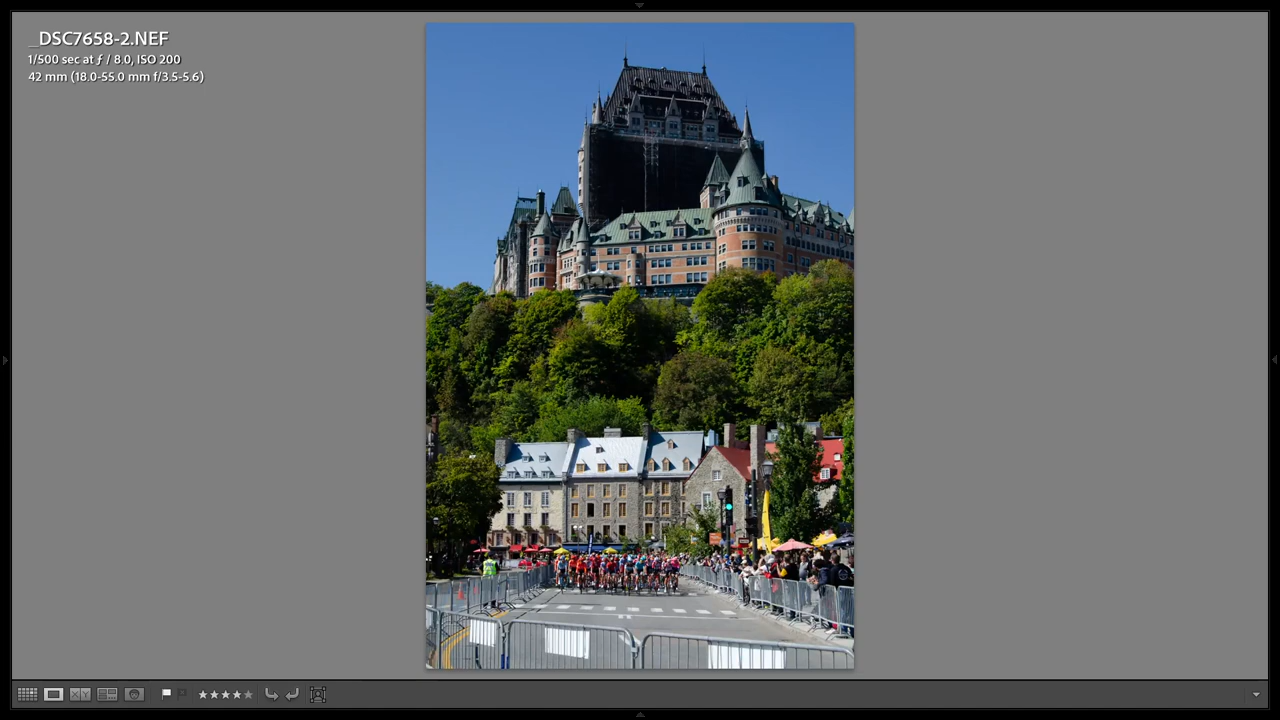 _DSC7658-2.NEF
1/500 sec at ƒ / 8.0, ISO 200
42 mm (18.0-55.0 mm f/3.5-5.6)
X Y